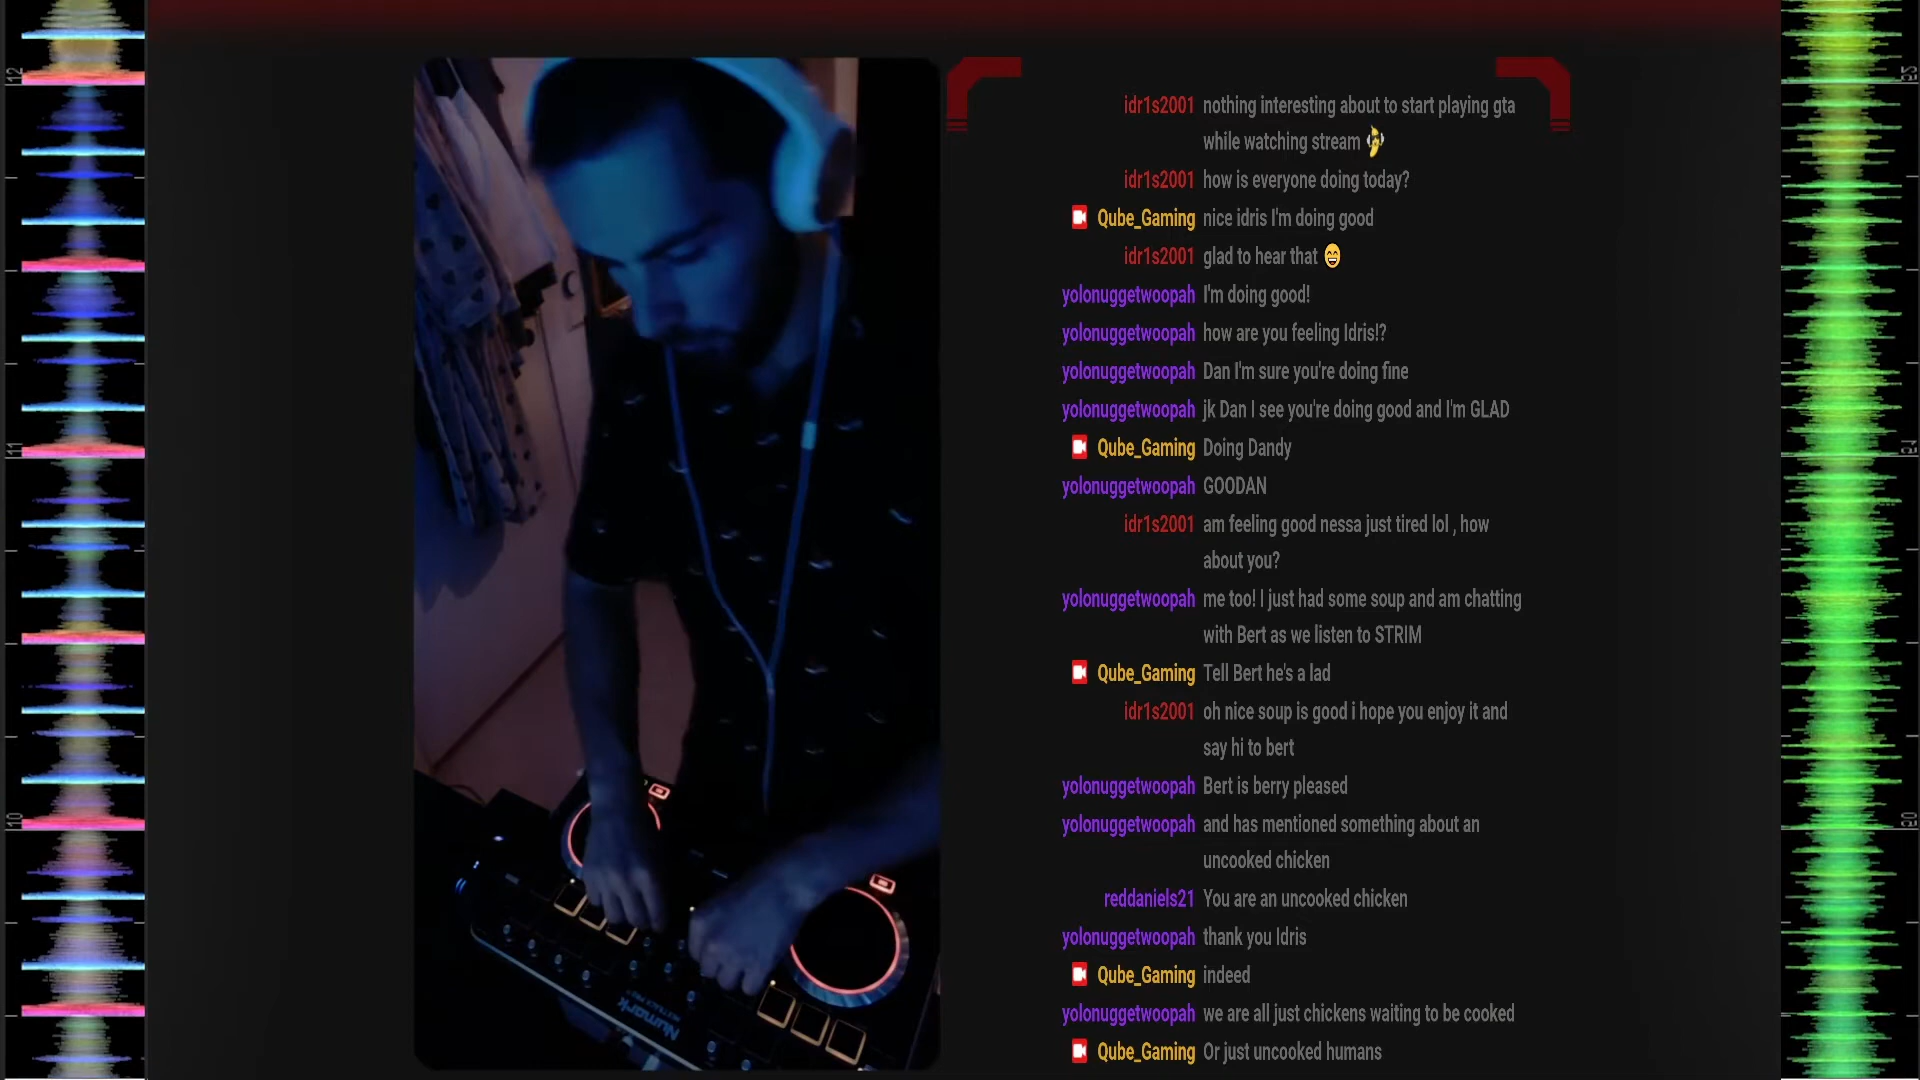 12
11
10
52
51
50
idr1s2001 nothing interesting about to start playing gta
while watching stream
idr1s2001 how is everyone doing today?
Qube_Gaming nice idris I'm doing good
idr1s2001 glad to hear that 😁
yolonuggetwoopah I'm doing good!
yolonuggetwoopah how are you feeling Idris!?
yolonuggetwoopah Dan I'm sure you're doing fine
yolonuggetwoopah jk Dan I see you're doing good and I'm GLAD
Qube_Gaming Doing Dandy
yolonuggetwoopah GOODAN
idr1s2001 am feeling good nessa just tired lol , how
about you?
yolonuggetwoopah me too! I just had some soup and am chatting
with Bert as we listen to STRIM
Qube_Gaming Tell Bert he's a lad
idr1s2001 oh nice soup is good i hope you enjoy it and
say hi to bert
yolonuggetwoopah Bert is berry pleased
yolonuggetwoopah and has mentioned something about an
uncooked chicken
reddaniels21 You are an uncooked chicken
yolonuggetwoopah thank you Idris
Qube_Gaming indeed
yolonuggetwoopah we are all just chickens waiting to be cooked
Qube_Gaming Or just uncooked humans
Numark